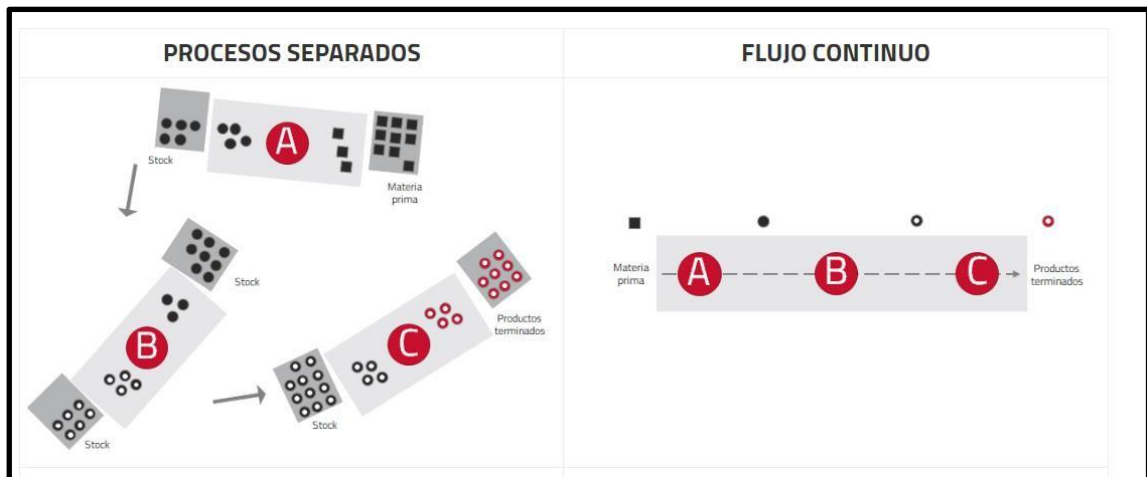 PROCESOS SEPARADOS
FLUJO CONTINUO
A
Stock
Materia
prima
Stock
B
Stock
C
Productos
terminados
Stock
Materia
prima
A
B
C
Productos
terminados